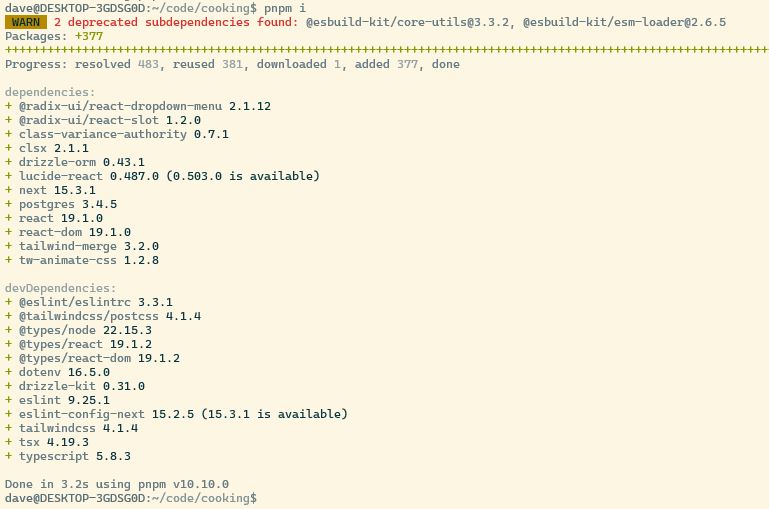 dave@DESKTOP-3GDSG0D:~/code/cooking$ pnpm i
WARN 2 deprecated subdependencies found: @esbuild-kit/core-utils@3.3.2, @esbuild-kit/esm-loader@2.6.5
Packages: +377
++++++++++++++++++++++++++++++++++++++++++++++++++++++++++++++++++++++++++++++++++++++++++++++++++++++++++++++
Progress: resolved 483, reused 381, downloaded 1, added 377, done
dependencies:
+ @radix-ui/react-dropdown-menu 2.1.12
+ @radix-ui/react-slot 1.2.0
+ class-variance-authority 0.7.1
+ clsx 2.1.1
+ drizzle-orm 0.43.1
+ lucide-react 0.487.0 (0.503.0 is available)
+ next 15.3.1
+ postgres 3.4.5
+ react 19.1.0
+ react-dom 19.1.0
+ tailwind-merge 3.2.0
+ tw-animate-css 1.2.8
devDependencies:
+ @eslint/eslintrc 3.3.1
+ @tailwindcss/postcss 4.1.4
+ @types/node 22.15.3
+ @types/react 19.1.2
+ @types/react-dom 19.1.2
+ dotenv 16.5.0
+ drizzle-kit 0.31.0
+ eslint 9.25.1
+ eslint-config-next 15.2.5 (15.3.1 is available)
+ tailwindcss 4.1.4
+ tsx 4.19.3
+ typescript 5.8.3
Done in 3.2s using pnpm v10.10.0
dave@DESKTOP-3GDSG0D:~/code/cooking$